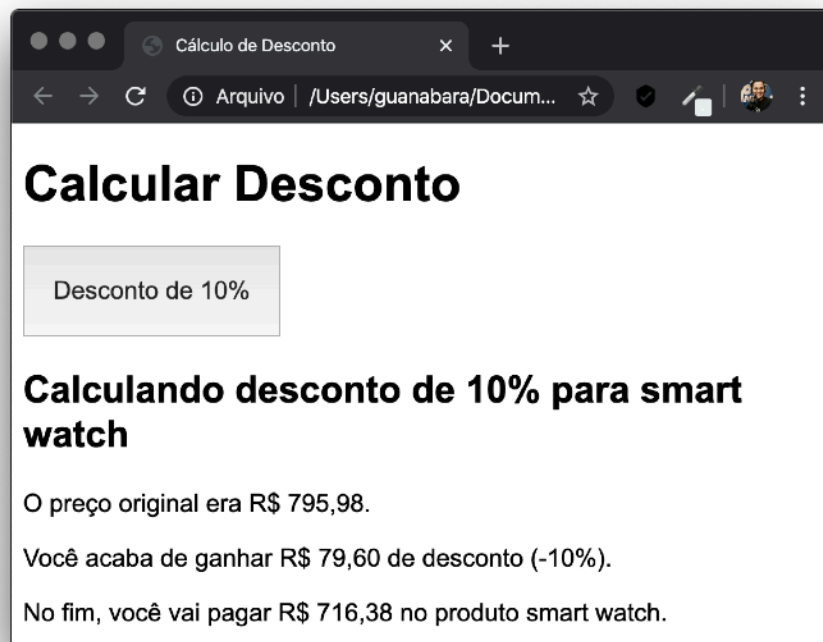 Cálculo de Desconto
Arquivo /Users/guanabara/Docum...
Calcular Desconto
Desconto de 10%
Calculando desconto de 10% para smart
watch
O preço original era R$ 795,98.
Você acaba de ganhar R$ 79,60 de desconto (-10%).
No fim, você vai pagar R$ 716,38 no produto smart watch.